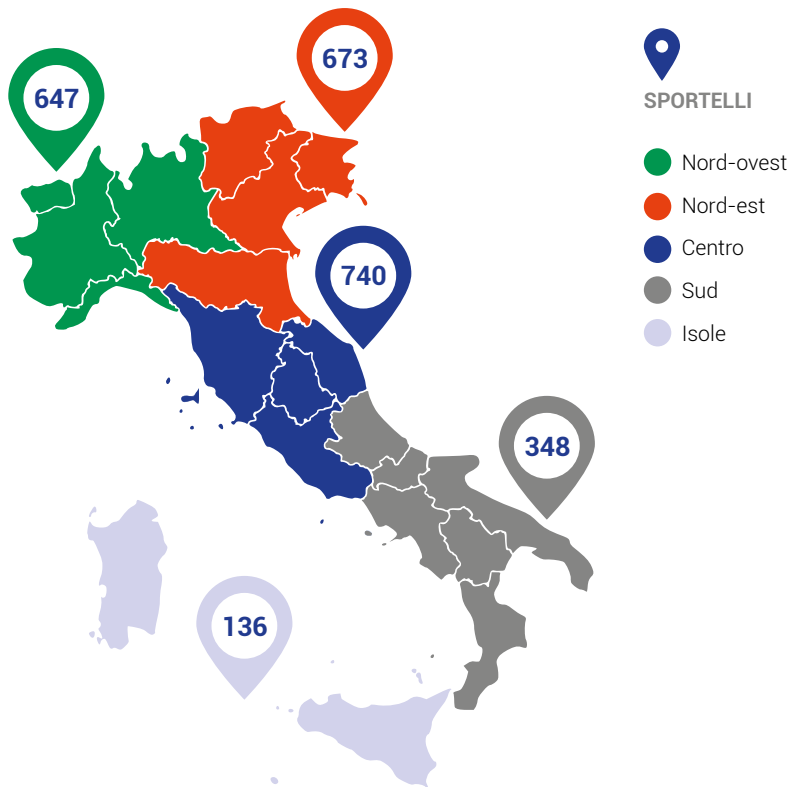 673
647
740
348
136
SPORTELLI
Nord-ovest
Nord-est
Centro
Sud
Isole